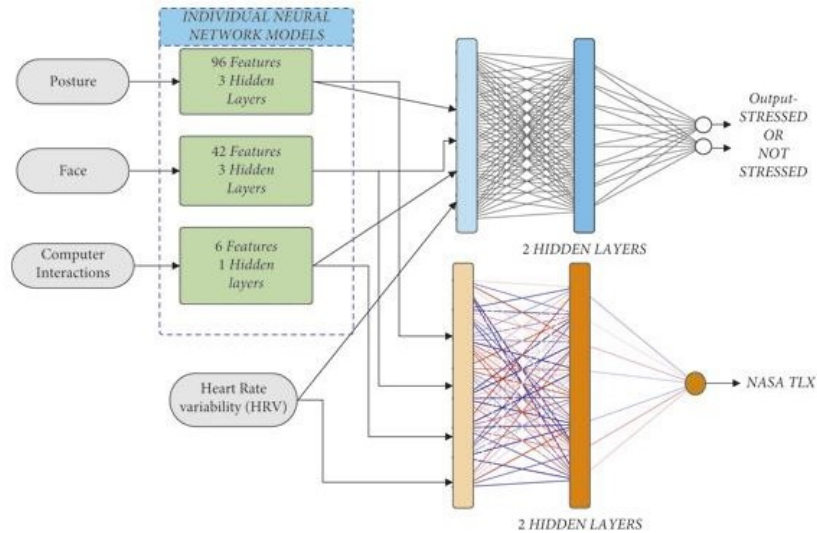 INDIVIDUAL NEURAL
NETWORK MODELS
Posture
96 Features
3 Hidden
Layers
Face
42 Features
3 Hidden
Layers
Computer
Interactions
6 Features
1 Hidden
layers
Heart Rate
variability (HRV)
Output-
STRESSED
OR
NOT
STRESSED
2 HIDDEN LAYERS
NASA TLX
2 HIDDEN LAYERS